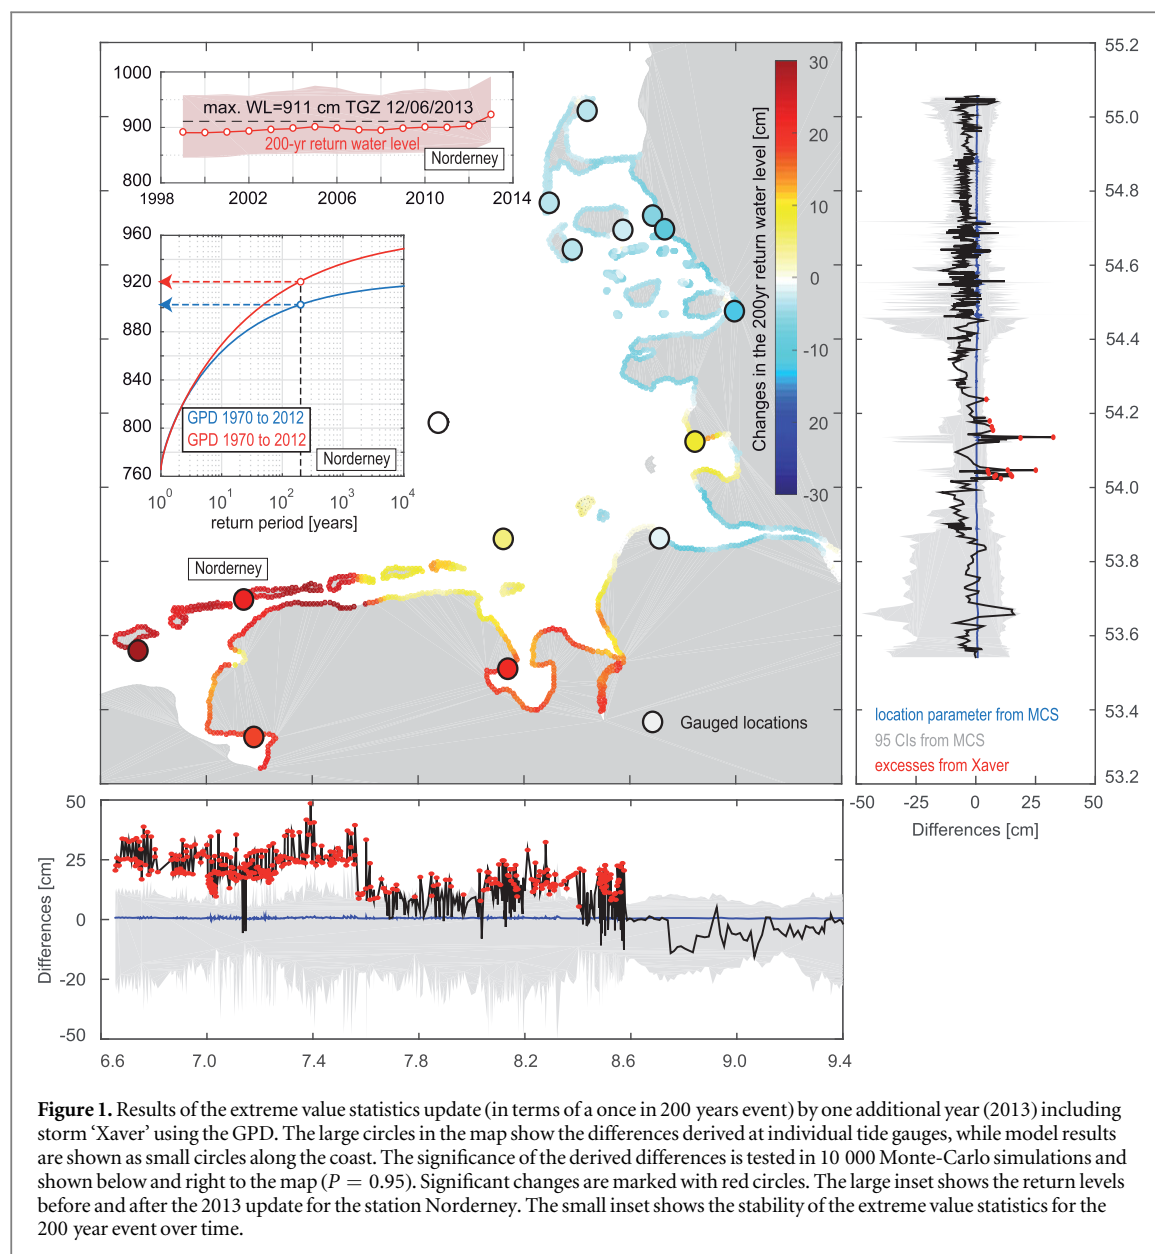 1000
900
800
max. WL=911 cm TGZ 12/06/2013
200-yr return water level
Norderney
1998
2002
2006
2010
2014
960
920
880
840
800
760
GPD 1970 to 2012
GPD 1970 to 2012
Norderney
10^0
10^1
10^2
10^3
10^4
return period [years]
Norderney
Changes in the 200yr return water level [cm]
30
20
10
0
-10
20
-30
Gauged locations
55.2
55.0
54.8
54.6
54.4
54.2
54.0
53.8
53.6
53.4
53.2
location parameter from MCS
95 CIs from MCS
excesses from Xaver
-50
-25
0
25
50
Differences [cm]
50
25
0
-20
-50
Differences [cm]
6.6
7.0
7.4
7.8
8.2
8.6
9.0
9.4
Figure 1. Results of the extreme value statistics update (in terms of a once in 200 years event) by one additional year (2013) including
storm ‘Xaver’ using the GPD. The large circles in the map show the differences derived at individual tide gauges, while model results
are shown as small circles along the coast. The significance of the derived differences is tested in 10 000 Monte-Carlo simulations and
shown below and right to the map (P = 0.95). Significant changes are marked with red circles. The large inset shows the return levels
before and after the 2013 update for the station Norderney. The small inset shows the stability of the extreme value statistics for the
200 year event over time.